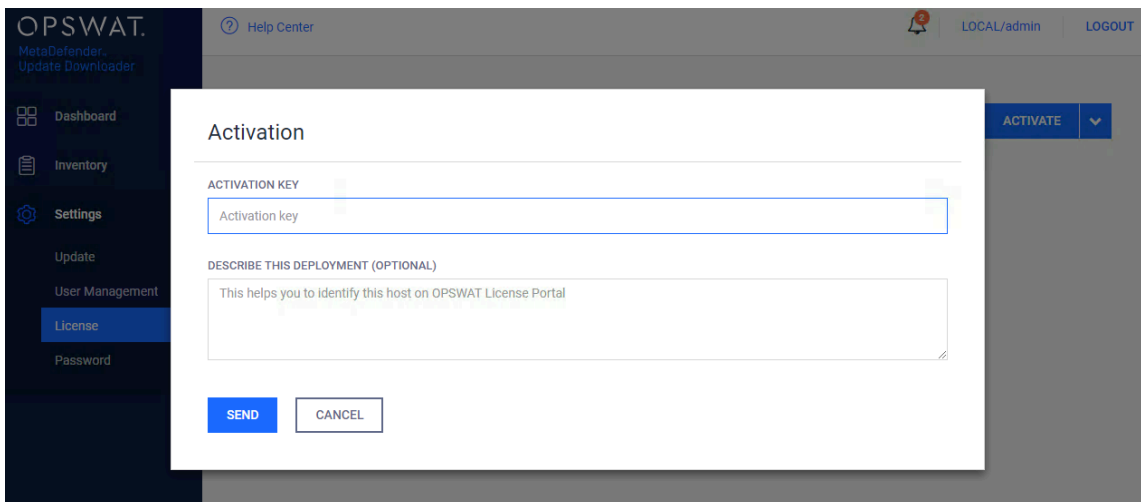 OPSWAT.
MetaDefender
Update Downloader
Help Center
2
LOCAL/admin
LOGOUT
Dashboard
Inventory
Settings
Update
User Management
License
Password
ACTIVATE
Activation
ACTIVATION KEY
Activation key
DESCRIBE THIS DEPLOYMENT (OPTIONAL)
This helps you to identify this host on OPSWAT License Portal
SEND
CANCEL